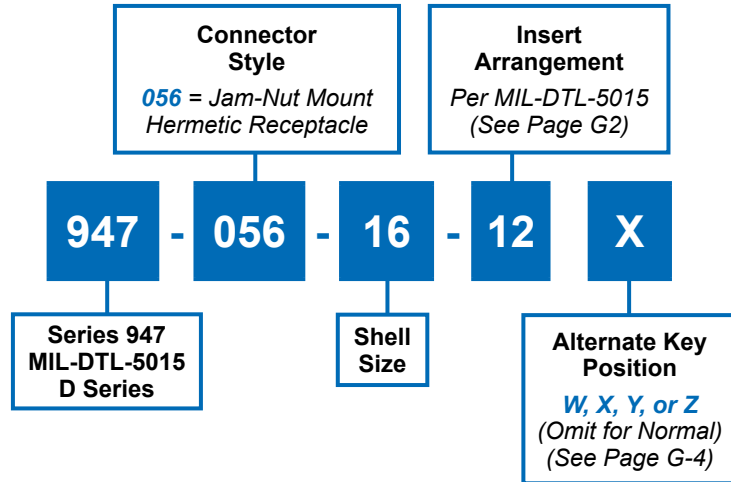 Connector
Style
056 = Jam-Nut Mount
Hermetic Receptacle
Insert
Arrangement
Per MIL-DTL-5015
(See Page G2)
947 - 056 - 16 - 12 X
Series 947
MIL-DTL-5015
D Series
Shell
Size
Alternate Key
Position
W, X, Y, or Z
(Omit for Normal)
(See Page G-4)